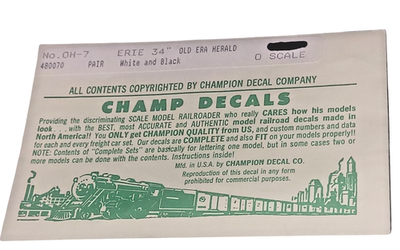 No.OH-7 ERIE 34" OLD ERA HERALD
480070 PAIR White and Black O SCALE
ALL CONTENTS COPYRIGHTED BY CHAMPION DECAL COMPANY
CHAMP DECALS
Providing the discriminating SCALE MODEL RAILROADER who really CARES how his models
look . . . with the BEST, most ACCURATE and AUTHENTIC model railroad decals made in
North America!! You ONLY get CHAMPION QUALITY from US, and custom numbers and data
for each and every freight car set. Our decals are COMPLETE and also FIT on your models properly!!
NOTE: Contents of "Complete Sets" are basically for lettering one model, but in some cases two or
more models can be done with the contents. Instructions inside!
Mfd. in U.S.A. by CHAMPION DECAL CO.
Reproduction of this decal in any form
prohibited for commercial purposes.